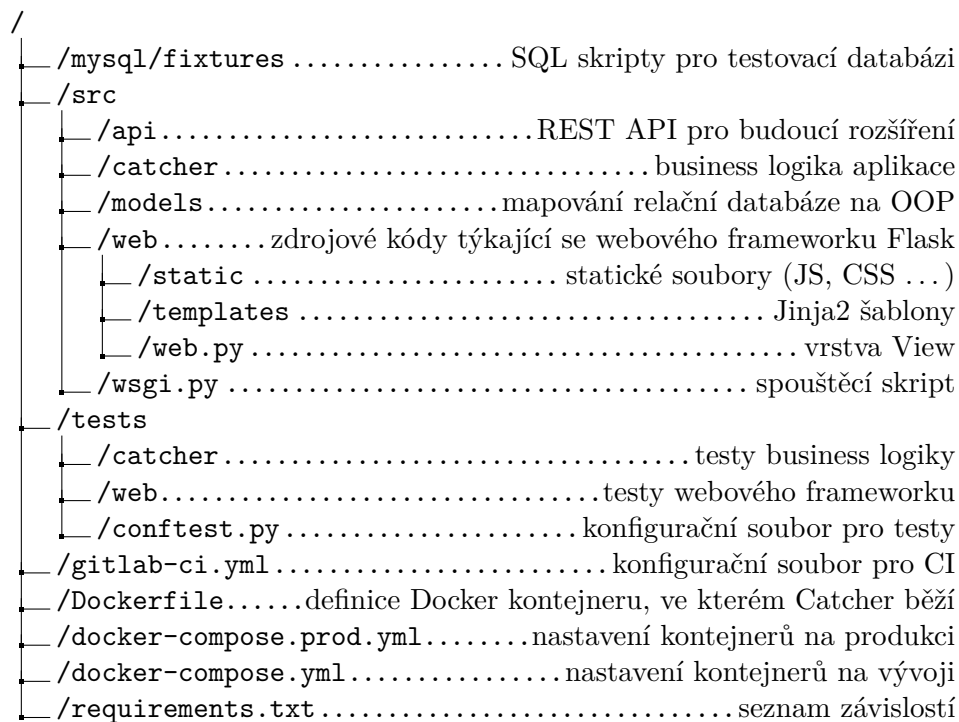 /
/mysql/fixtures ................ SQL skripty pro testovací databázi
/src
/api............................REST API pro budoucí rozšíření
/catcher................................. business logika aplikace
/models......................mapování relační databáze na OOP
/web........zdrojové kódy týkající se webového frameworku Flask
/static ....................... statické soubory (JS, CSS ...)
/templates ................................... Jinja2 šablony
/web.py.......................................... vrstva View
/wsgi.py ....................................... spouštěcí skript
/tests
/catcher....................................testy business logiky
/web.................................testy webového frameworku
/conftest.py......................konfigurační soubor pro testy
/gitlab-ci.yml.........................konfigurační soubor pro CI
/Dockerfile......definice Docker kontejneru, ve kterém Catcher běží
/docker-compose.prod.yml........nastavení kontejnerů na produkci
/docker-compose.yml................nastavení kontejnerů na vývoji
/requirements.txt...............................seznam závislostí